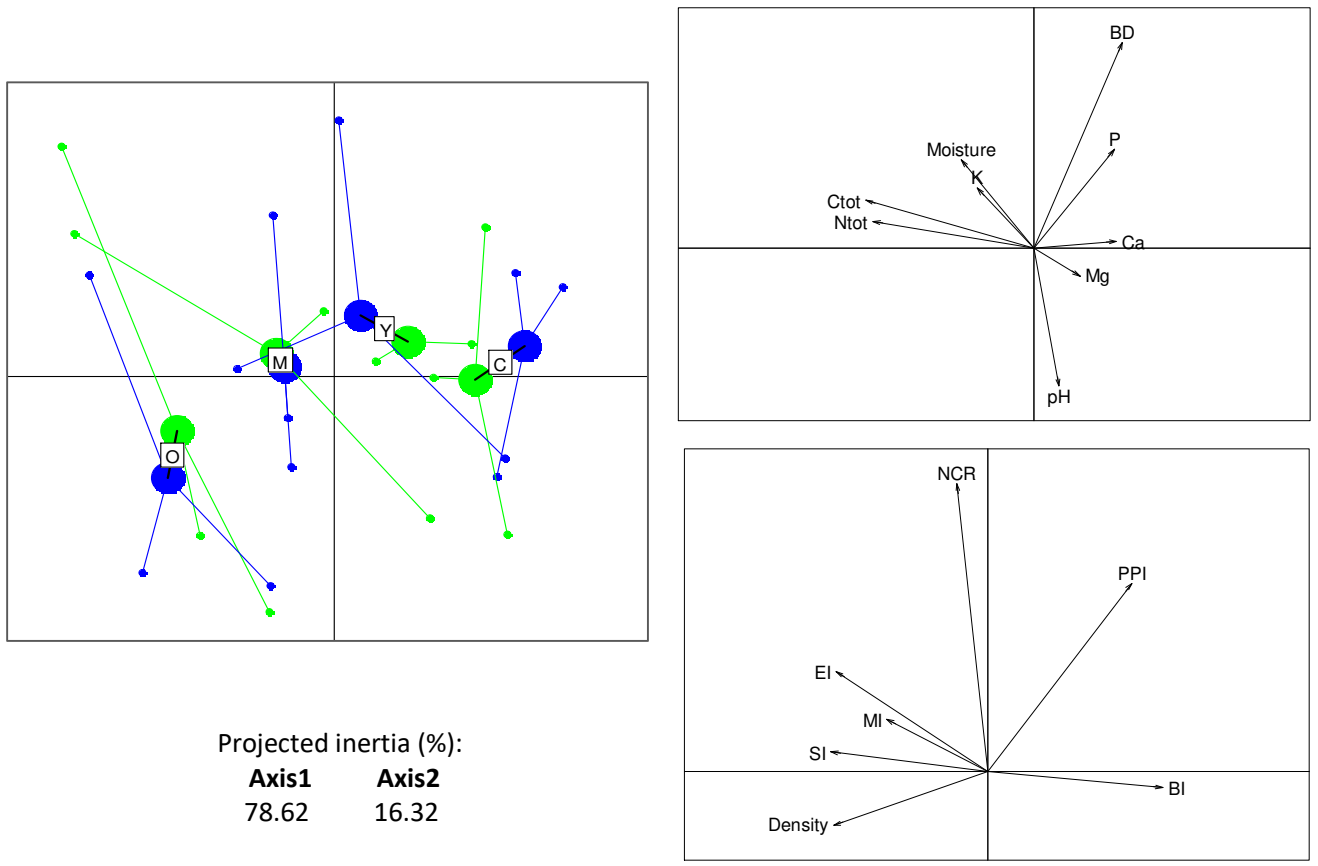 Y
M
C
O
Projected inertia (%):
Axis1 Axis2
78.62 16.32
BD
P
Moisture
K
Ctot
Ntot
Ca
Mg
pH
NCR
PPI
EI
MI
SI
BI
Density